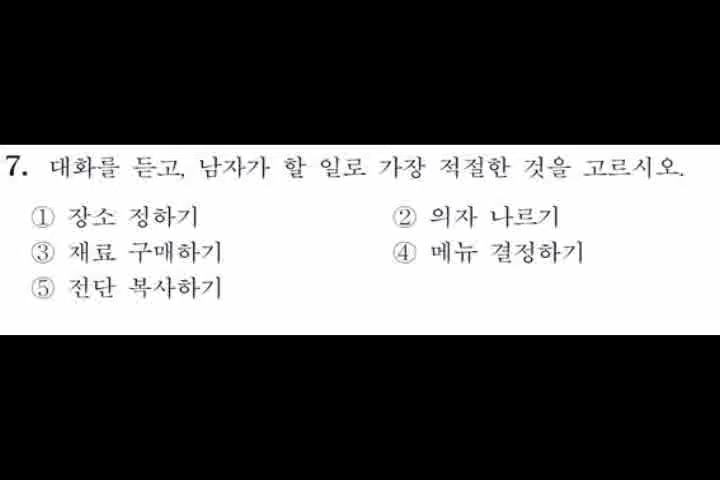 7. 대화를 듣고, 남자가 할 일로 가장 적절한 것을 고르시오.
① 장소 정하기 ② 의자 나르기
③ 재료 구매하기 ④ 메뉴 결정하기
⑤ 전단 복사하기